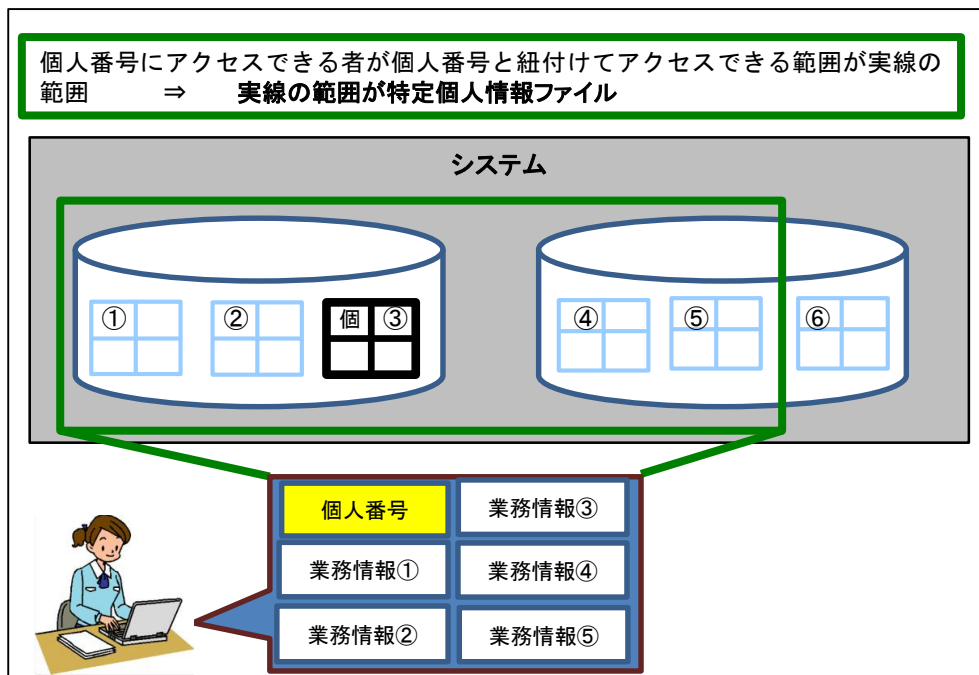 個人番号にアクセスできる者が個人番号と紐付けてアクセスできる範囲が実線の
範囲 ⇒ 実線の範囲が特定個人情報ファイル
システム
① ② 個 ③ ④ ⑤ ⑥
個人番号 業務情報③
業務情報① 業務情報④
業務情報② 業務情報⑤